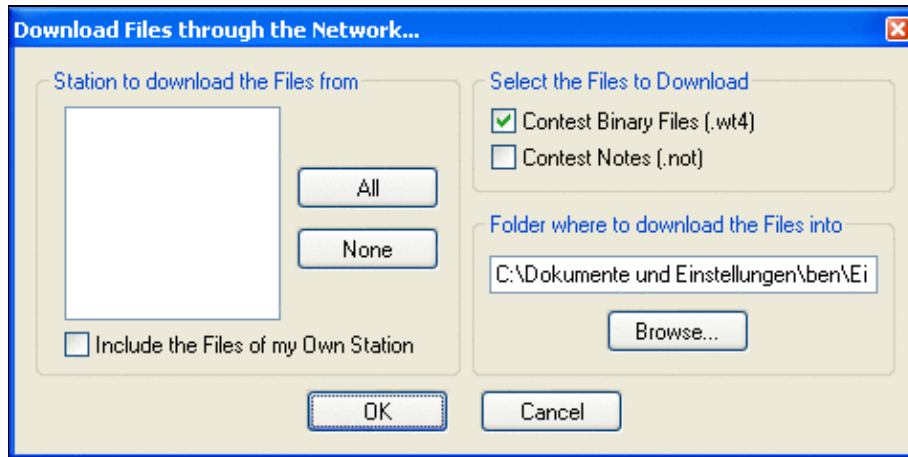 Download Files through the Network...
Station to download the Files from
All
None
Include the Files of my Own Station
Select the Files to Download
Contest Binary Files (.wt4)
Contest Notes (.not)
Folder where to download the Files into
C:\Dokumente und Einstellungen\ben\Ei
Browse...
OK
Cancel